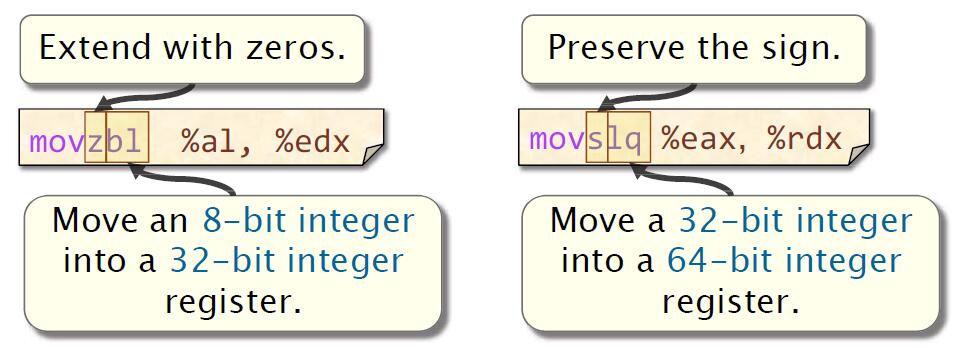 Extend with zeros.
movzbl %al, %edx
Move an 8-bit integer
into a 32-bit integer
register.
Preserve the sign.
movslq %eax, %rdx
Move a 32-bit integer
into a 64-bit integer
register.